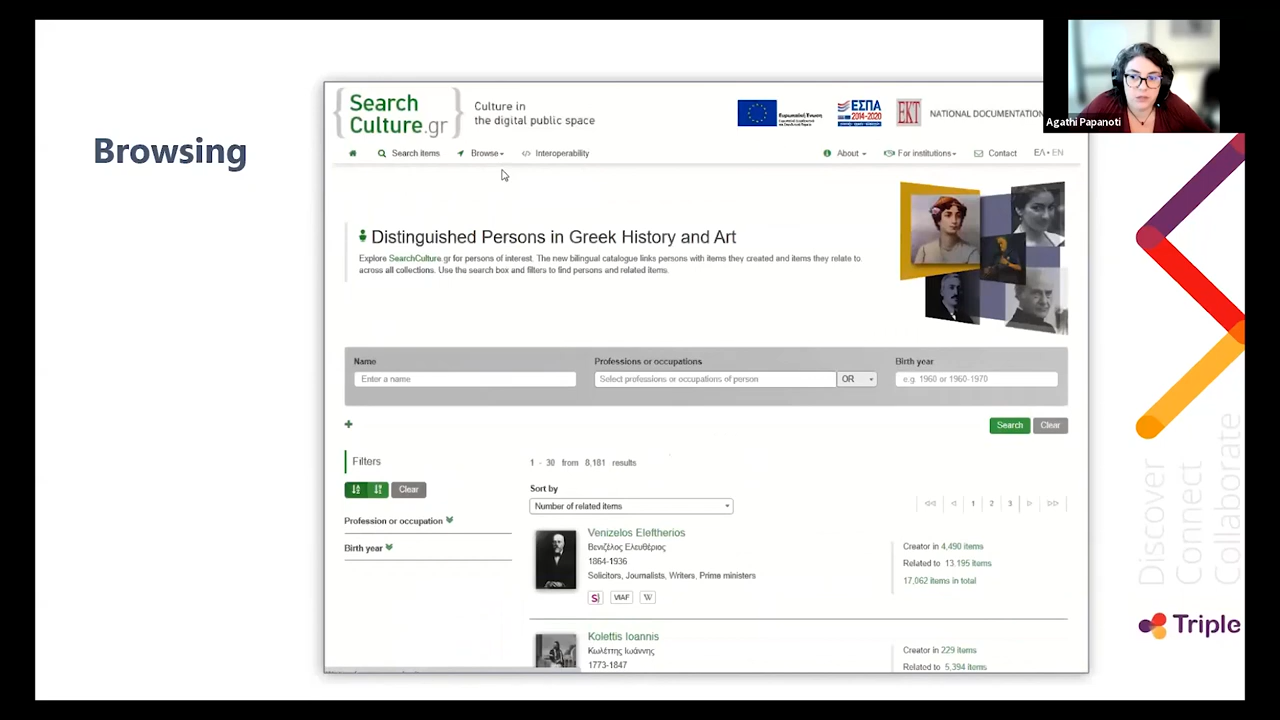 Browsing
Search
Culture.gr
Culture in
the digital public space
Ευρωπαϊκή Ένωση
ΕΣΠΑ
2014-2020
EKT
NATIONAL DOCUMENTATION
Agathi Papanoti
Search items
Browse
</> Interoperability
About
For institutions
Contact
ΕΛ • EN
Distinguished Persons in Greek History and Art
Explore SearchCulture.gr for persons of interest. The new bilingual catalogue links persons with items they created and items they relate to
across all collections. Use the search box and filters to find persons and related items.
Name
Professions or occupations
Birth year
Enter a name
Select professions or occupations of person
OR
e.g. 1960 or 1960-1970
Search
Clear
Filters
1 - 30 from 8,181 results
Clear
Sort by
Number of related items
1 2 3
Profession or occupation
Birth year
Venizelos Eleftherios
Βενιζέλος Ελευθέριος
1864-1936
Solicitors, Journalists, Writers, Prime ministers
S) VIAF W
Creator in 4,490 items
Related to 13,195 items
17,062 items in total
Kolettis Ioannis
Κωλέττης Ιωάννης
1773-1847
Creator in 229 items
Related to 5,394 items
Discover
Connect
Collaborate
Triple